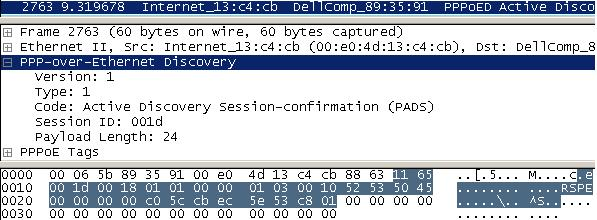 2763 9.319678 Internet_13:c4:cb DellComp_89:35:91 PPPoED Active Disco
Frame 2763 (60 bytes on wire, 60 bytes captured)
Ethernet II, Src: Internet_13:c4:cb (00:e0:4d:13:c4:cb), Dst: DellComp_8
PPP-over-Ethernet Discovery
Version: 1
Type: 1
Code: Active Discovery Session-confirmation (PADS)
Session ID: 001d
Payload Length: 24
PPPoE Tags
0000 00 06 5b 89 35 91 00 e0 4d 13 c4 cb 88 63 11 65 ..[.5... M....c.e
0010 00 1d 00 18 01 01 00 00 01 03 00 10 52 53 50 45 ........ ....RSPE
0020 00 00 00 00 c0 5c cb ec 5e 53 c8 01 00 00 00 00 .....\.. ^S......
0030 00 00 00 00 00 00 00 00 00 00 00 00 ........ ....